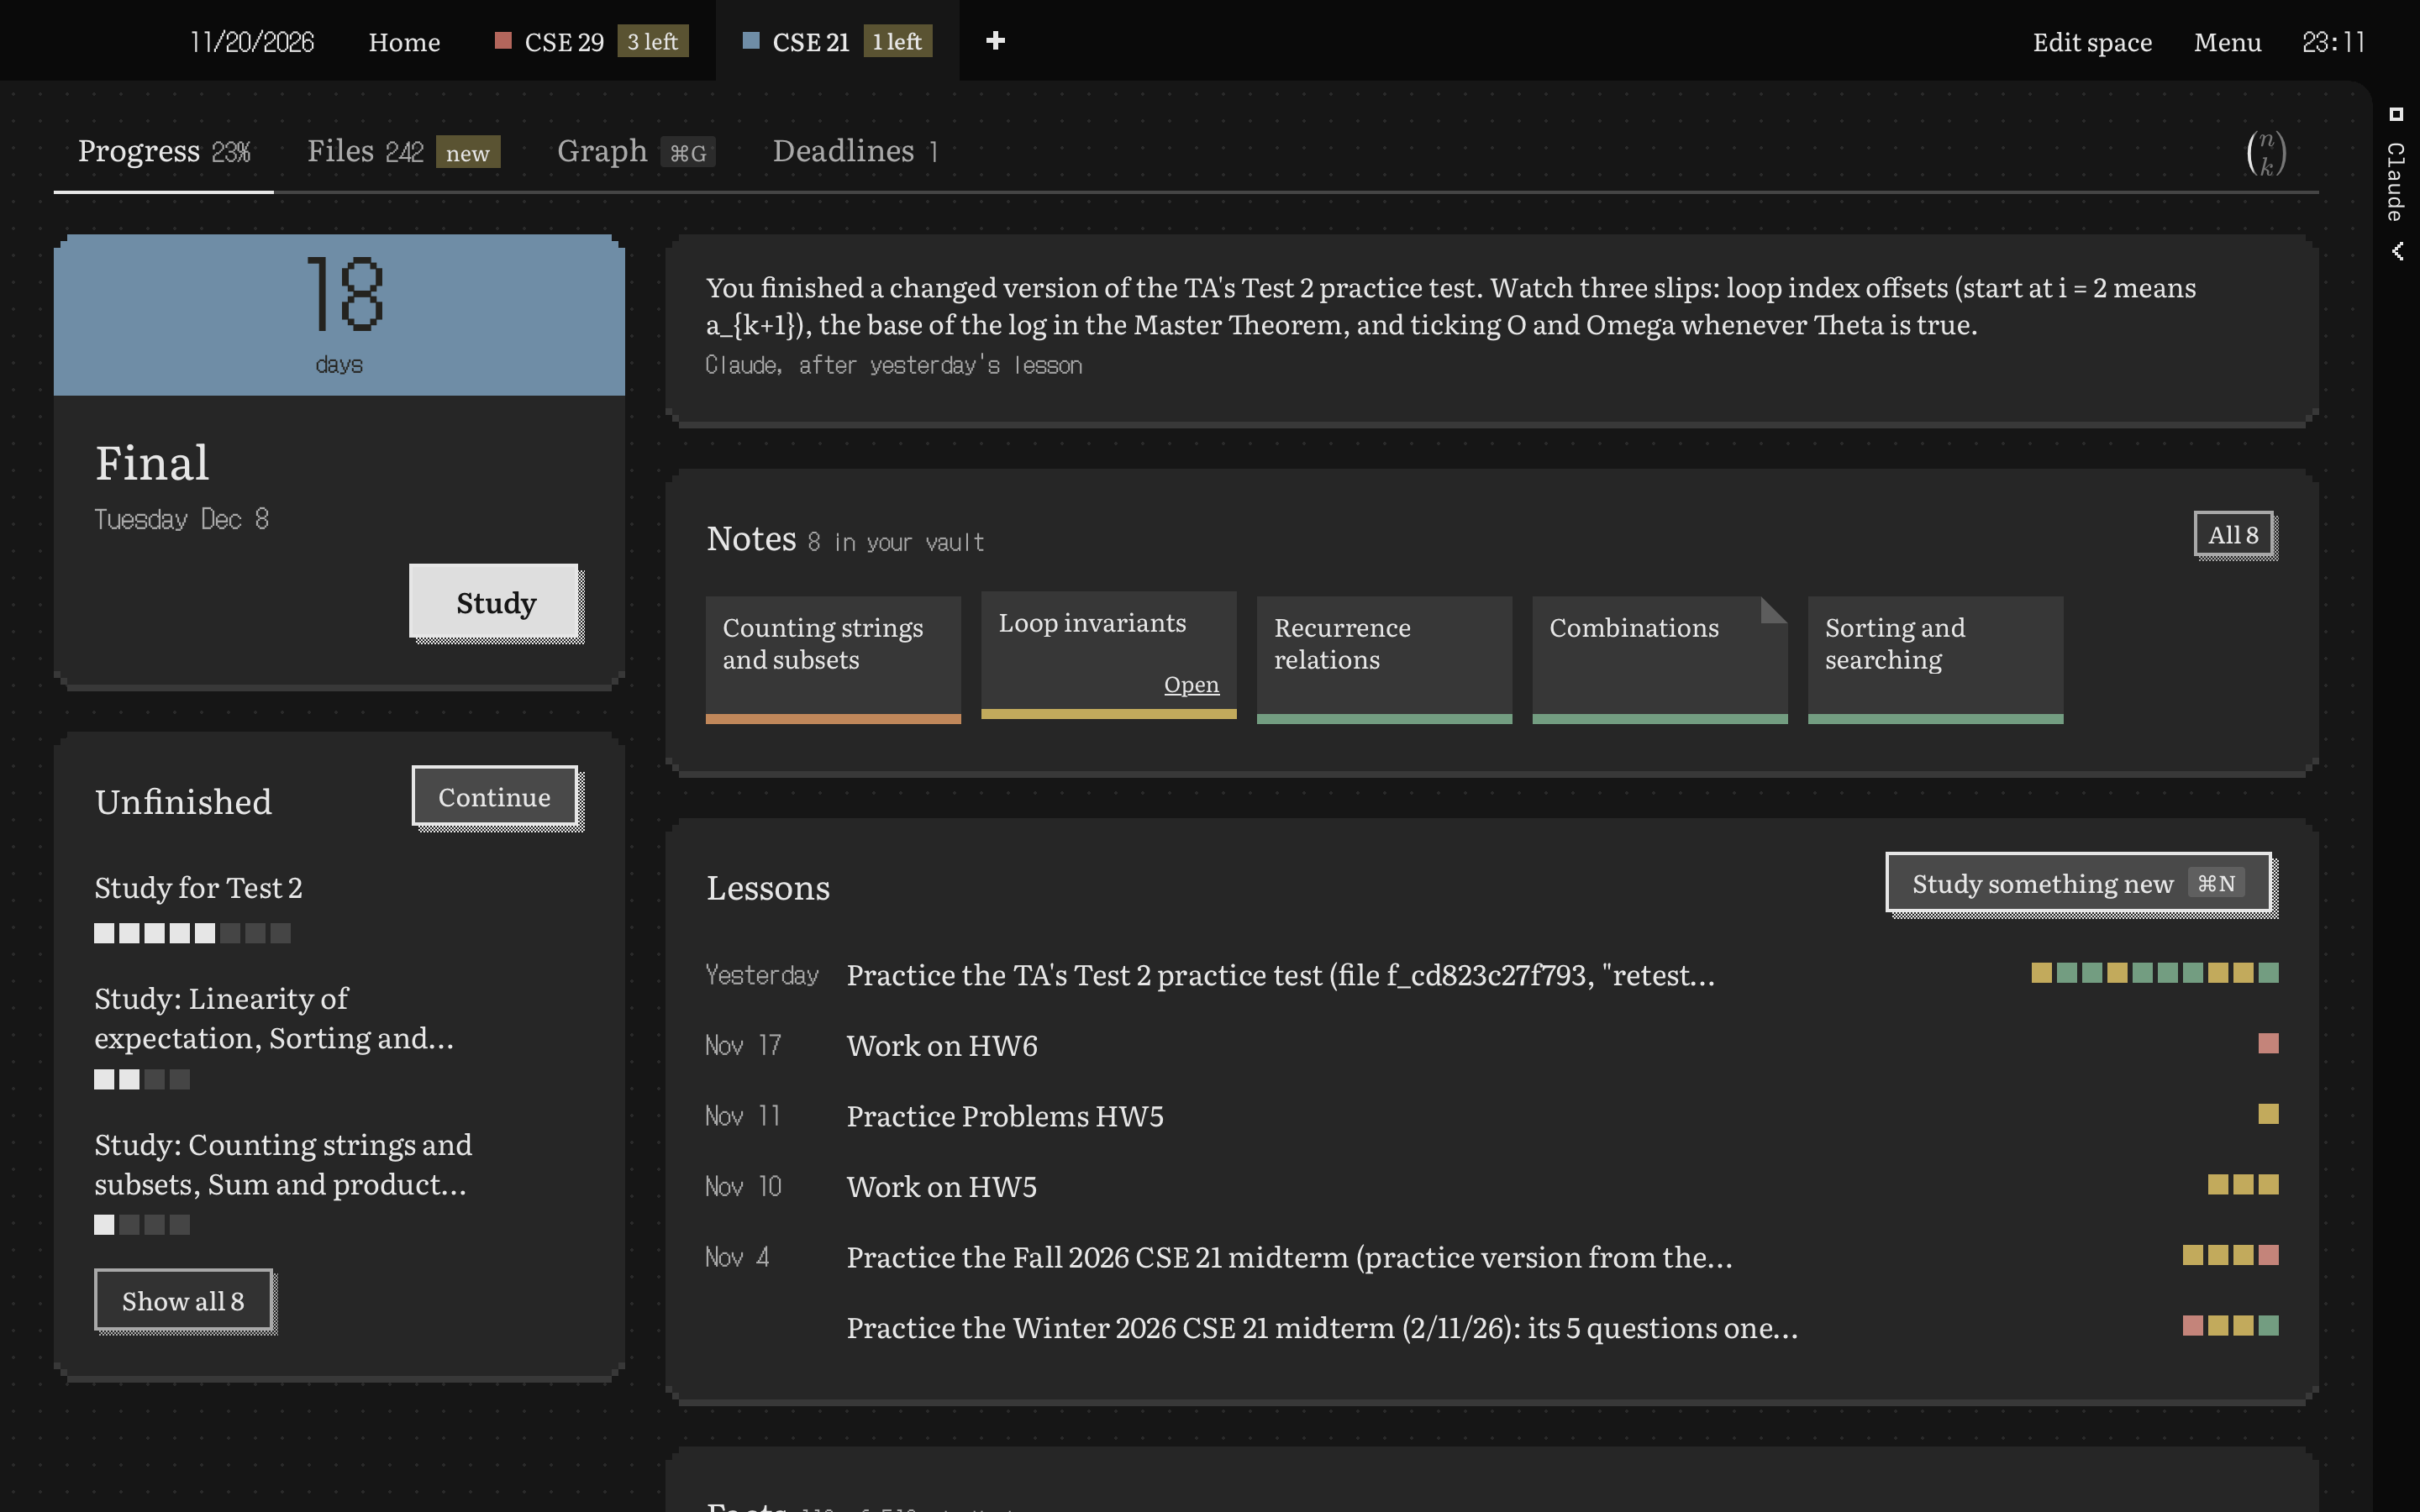 11/20/2026 Home CSE 29 3 left CSE 21 1 left Edit space Menu 23:11
Progress 23% Files 242 new Graph ⌘G Deadlines 1
(n k)
Claude
18
days
Final
Tuesday Dec 8
Study
Unfinished Continue
Study for Test 2
Study: Linearity of
expectation, Sorting and...
Study: Counting strings and
subsets, Sum and product...
Show all 8
You finished a changed version of the TA's Test 2 practice test. Watch three slips: loop index offsets (start at i = 2 means
a_{k+1}), the base of the log in the Master Theorem, and ticking O and Omega whenever Theta is true.
Claude, after yesterday's lesson
Notes 8 in your vault All 8
Counting strings
and subsets
Loop invariants
Open
Recurrence
relations
Combinations
Sorting and
searching
Lessons Study something new ⌘N
Yesterday Practice the TA's Test 2 practice test (file f_cd823c27f793, "retest...
Nov 17 Work on HW6
Nov 11 Practice Problems HW5
Nov 10 Work on HW5
Nov 4 Practice the Fall 2026 CSE 21 midterm (practice version from the...
Practice the Winter 2026 CSE 21 midterm (2/11/26): its 5 questions one...